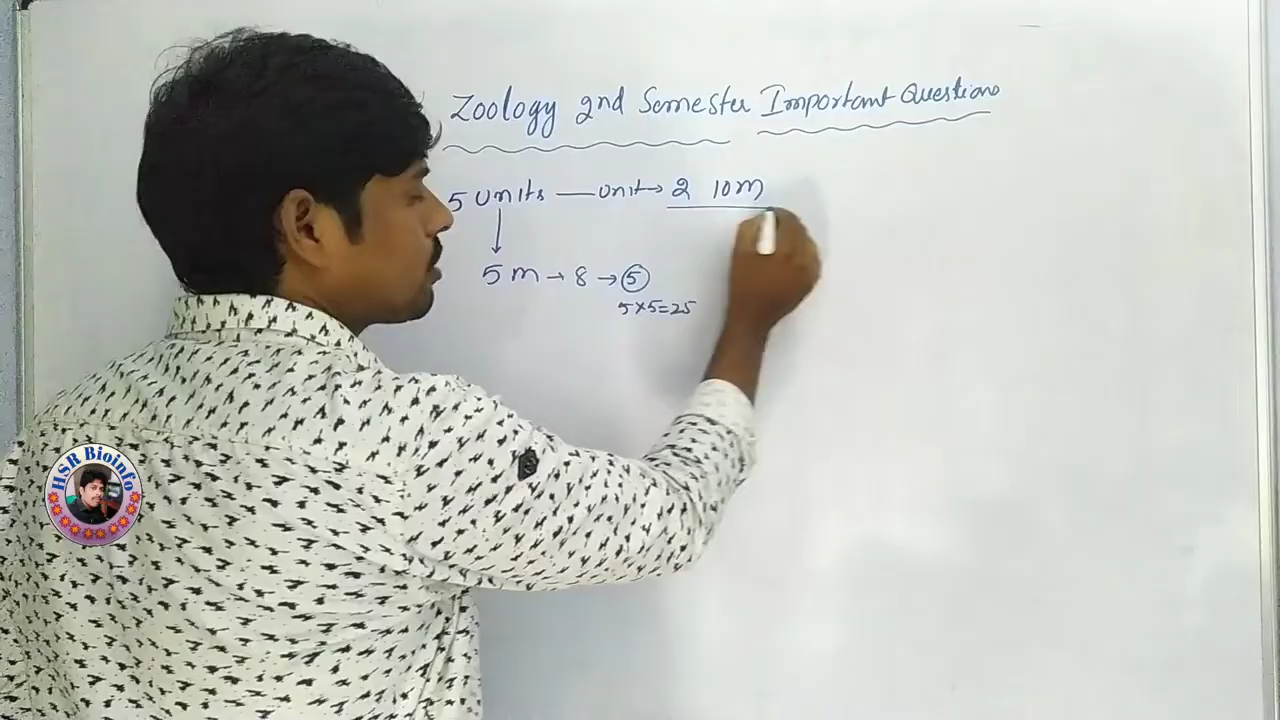 Zoology 2nd Semester Important Questions
5 Units — Unit → 2 10m
↓
5 m → 8 → 5
5×5=25
HSR Bioinfo